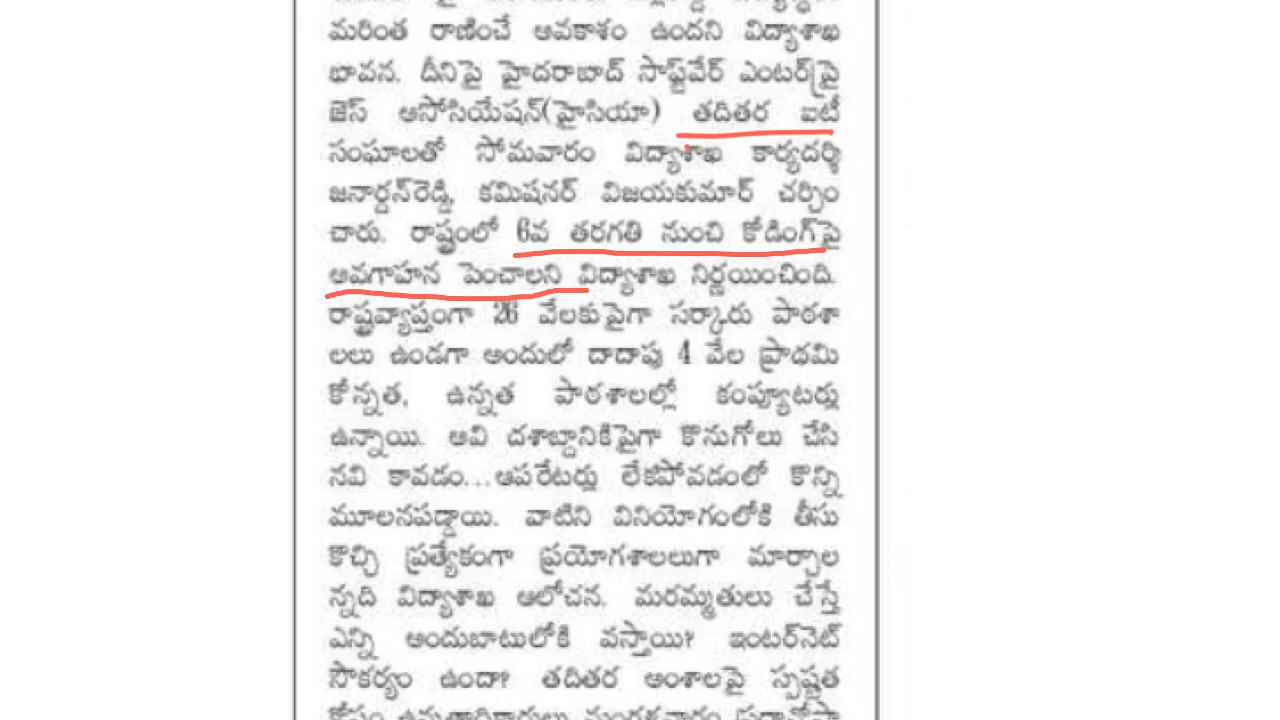 మరింత రాణించే అవకాశం ఉందని విద్యాశాఖ
భావన. దీనిపై హైదరాబాద్ సాఫ్ట్‌వేర్ ఎంటర్‌ప్రై
జెస్ అసోసియేషన్(హైసియా) తదితర ఐటీ
సంఘాలతో సోమవారం విద్యాశాఖ కార్యదర్శి
జనార్దన్‌రెడ్డి, కమిషనర్ విజయకుమార్ చర్చిం
చారు. రాష్ట్రంలో 6వ తరగతి నుంచి కోడింగ్‌పై
అవగాహన పెంచాలని విద్యాశాఖ నిర్ణయించింది.
రాష్ట్రవ్యాప్తంగా 26 వేలకుపైగా సర్కారు పాఠశా
లలు ఉండగా అందులో దాదాపు 4 వేల ప్రాథమి
కోన్నత, ఉన్నత పాఠశాలల్లో కంప్యూటర్లు
ఉన్నాయి. అవి దశాబ్దానికిపైగా కొనుగోలు చేసి
నవి కావడం...ఆపరేటర్లు లేకపోవడంలో కొన్ని
మూలనపడ్డాయి. వాటిని వినియోగంలోకి తీసు
కొచ్చి ప్రత్యేకంగా ప్రయోగశాలలుగా మార్చాల
న్నది విద్యాశాఖ ఆలోచన. మరమ్మతులు చేస్తే
ఎన్ని అందుబాటులోకి వస్తాయి? ఇంటర్‌నెట్
సౌకర్యం ఉందా? తదితర అంశాలపై స్పష్టత